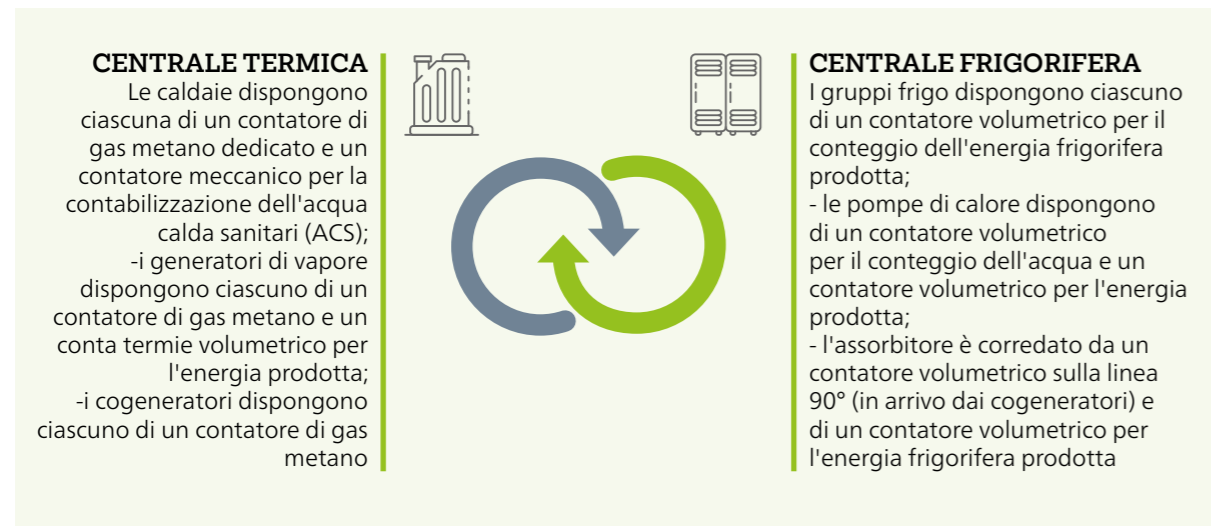 CENTRALE TERMICA
Le caldaie dispongono
ciascuna di un contatore di
gas metano dedicato e un
contatore meccanico per la
contabilizzazione dell'acqua
calda sanitari (ACS);
-i generatori di vapore
dispongono ciascuno di un
contatore di gas metano e un
conta termie volumetrico per
l'energia prodotta;
-i cogeneratori dispongono
ciascuno di un contatore di gas
metano
CENTRALE FRIGORIFERA
I gruppi frigo dispongono ciascuno
di un contatore volumetrico per il
conteggio dell'energia frigorifera
prodotta;
- le pompe di calore dispongono
di un contatore volumetrico
per il conteggio dell'acqua e un
contatore volumetrico per l'energia
prodotta;
- l'assorbitore è corredato da un
contatore volumetrico sulla linea
90° (in arrivo dai cogeneratori) e
di un contatore volumetrico per
l'energia frigorifera prodotta